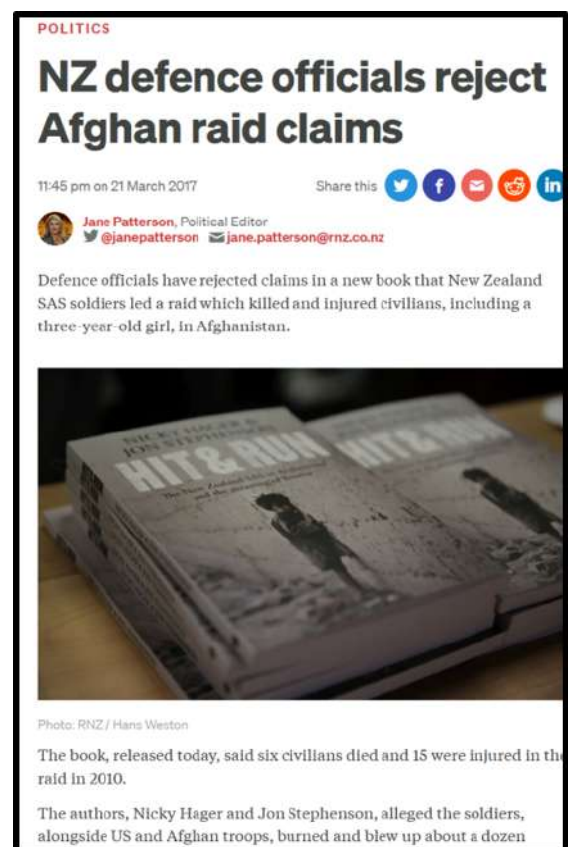 POLITICS
NZ defence officials reject
Afghan raid claims
11:45 pm on 21 March 2017
Share this
Jane Patterson, Political Editor
@janepatterson jane.patterson@rnz.co.nz
Defence officials have rejected claims in a new book that New Zealand
SAS soldiers led a raid which killed and injured civilians, including a
three-year-old girl, in Afghanistan.
NICKY HAGER &
JON STEPHENSON
HIT & RUN
HIT & RUN
Photo: RNZ / Hans Weston
The book, released today, said six civilians died and 15 were injured in the
raid in 2010.
The authors, Nicky Hager and Jon Stephenson, alleged the soldiers,
alongside US and Afghan troops, burned and blew up about a dozen